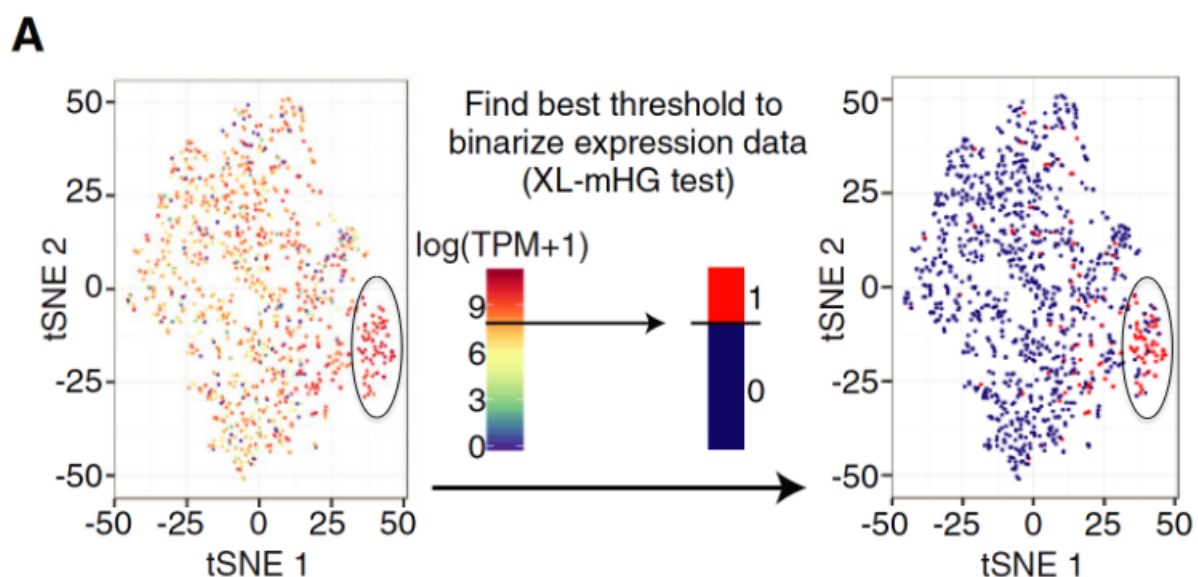 A
50
25
0
-25
-50
-50 -25 0 25 50
tSNE 1
tSNE 2
Find best threshold to
binarize expression data
(XL-mHG test)
log(TPM+1)
9
6
3
0
1
0
50
25
0
-25
-50
-50 -25 0 25 50
tSNE 1
tSNE 2